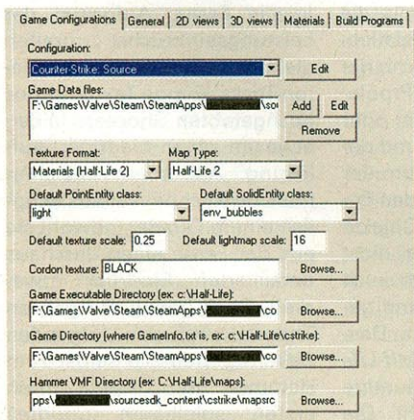 Game Configurations General 2D views 3D views Materials Build Programs
Configuration:
Counter-Strike: Source Edit
Game Data files:
F:\Games\Valve\Steam\SteamApps\ \sou Add Edit
Remove
Texture Format: Map Type:
Materials (Half-Life 2) Half-Life 2
Default PointEntity class: Default SolidEntity class:
light env_bubbles
Default texture scale: 0.25 Default lightmap scale: 16
Cordon texture: BLACK Browse...
Game Executable Directory (ex: c:\Half-Life):
F:\Games\Valve\Steam\SteamApps\ \co Browse...
Game Directory (where GameInfo.txt is, ex: c:\Half-Life\cstrike):
F:\Games\Valve\Steam\SteamApps\ \co Browse...
Hammer VMF Directory (ex: C:\Half-Life\maps):
pps\ \sourcesdk_content\cstrike\mapsrc Browse...